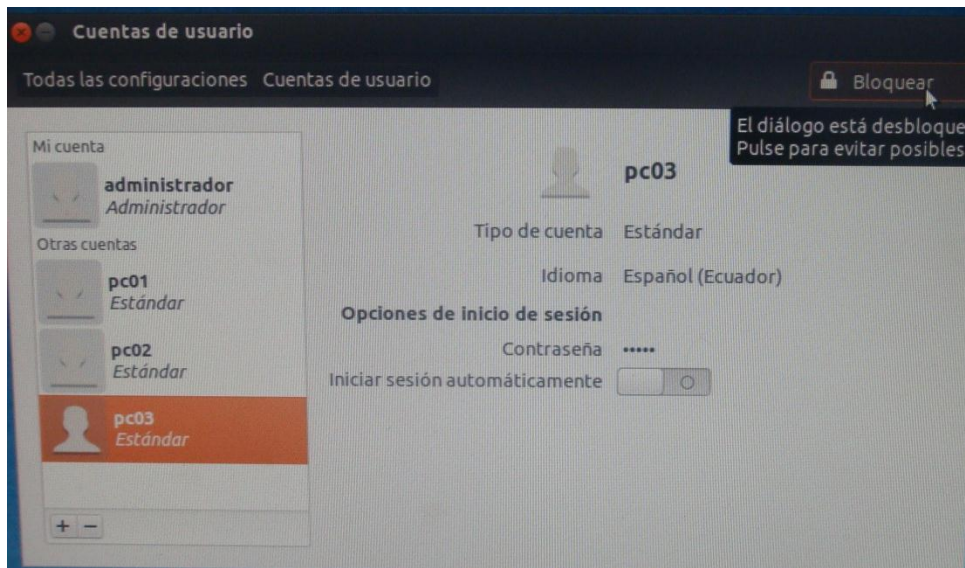 Cuentas de usuario
Todas las configuraciones Cuentas de usuario
Bloquear
El diálogo está desbloque
Pulse para evitar posibles
Mi cuenta
administrador
Administrador
Otras cuentas
pc01
Estándar
pc02
Estándar
pc03
Estándar
+ −
pc03
Tipo de cuenta Estándar
Idioma Español (Ecuador)
Opciones de inicio de sesión
Contraseña •••••
Iniciar sesión automáticamente